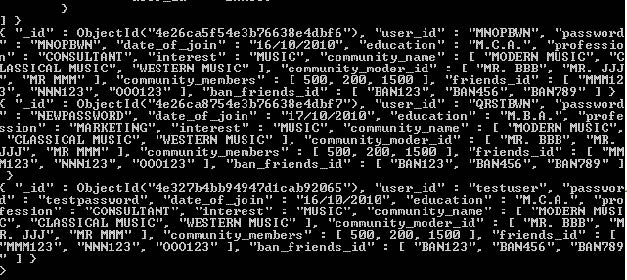 }
] }
{ "_id" : ObjectId("4e26ca5f54e3b76638e4dbf6"), "user_id" : "MNOPBWN", "password
" : "MNOPBWN", "date_of_join" : "16/10/2010", "education" : "M.C.A.", "professio
n" : "CONSULTANT", "interest" : "MUSIC", "community_name" : [ "MODERN MUSIC", "C
LASSICAL MUSIC", "WESTERN MUSIC" ], "community_moder_id" : [ "MR. BBB", "MR. JJJ
", "MR MMM" ], "community_members" : [ 500, 200, 1500 ], "friends_id" : [ "MMM12
3", "NNN123", "OOO123" ], "ban_friends_id" : [ "BAN123", "BAN456", "BAN789" ] }
{ "_id" : ObjectId("4e26ca8754e3b76638e4dbf7"), "user_id" : "QRSTBWN", "password
" : "NEWPASSWORD", "date_of_join" : "17/10/2010", "education" : "M.B.A.", "profe
ssion" : "MARKETING", "interest" : "MUSIC", "community_name" : [ "MODERN MUSIC",
"CLASSICAL MUSIC", "WESTERN MUSIC" ], "community_moder_id" : [ "MR. BBB", "MR.
JJJ", "MR MMM" ], "community_members" : [ 500, 200, 1500 ], "friends_id" : [ "MM
M123", "NNN123", "OOO123" ], "ban_friends_id" : [ "BAN123", "BAN456", "BAN789" ]
}
{ "_id" : ObjectId("4e327b4bb94947d1cab92065"), "user_id" : "testuser", "passwor
d" : "testpassword", "date_of_join" : "16/10/2010", "education" : "M.C.A.", "pro
fession" : "CONSULTANT", "interest" : "MUSIC", "community_name" : [ "MODERN MUSI
C", "CLASSICAL MUSIC", "WESTERN MUSIC" ], "community_moder_id" : [ "MR. BBB", "M
R. JJJ", "MR MMM" ], "community_members" : [ 500, 200, 1500 ], "friends_id" : [
"MMM123", "NNN123", "OOO123" ], "ban_friends_id" : [ "BAN123", "BAN456", "BAN789
" ] }
>